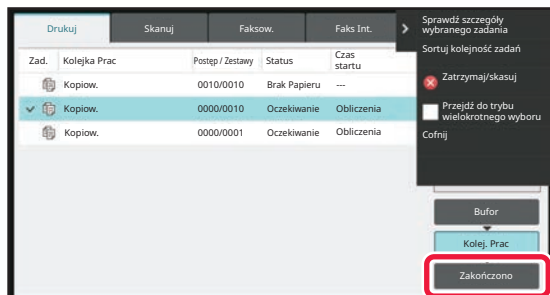 Drukuj
Skanuj
Faksow.
Faks Int.
Zad.
Kolejka Prac
Postęp / Zestawy
Status
Czas
startu
Kopiow.
0010/0010
Brak Papieru
---
Kopiow.
0000/0010
Oczekiwanie
Obliczenia
Kopiow.
0000/0001
Oczekiwanie
Obliczenia
Sprawdź szczegóły
wybranego zadania
Sortuj kolejność zadań
Zatrzymaj/skasuj
Przejdź do trybu
wielokrotnego wyboru
Cofnij
Bufor
Kolej. Prac
Zakończono